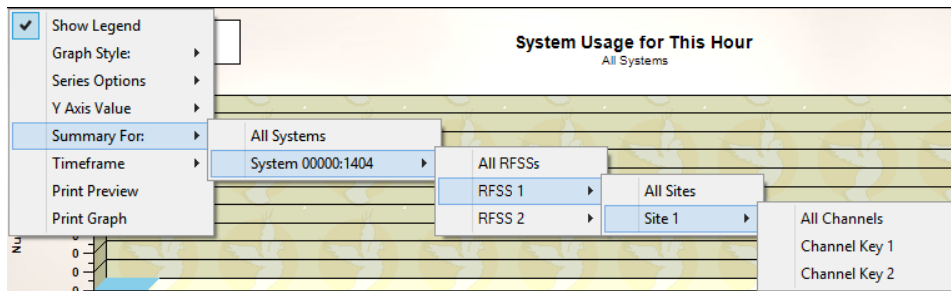 Show Legend
Graph Style:
Series Options
Y Axis Value
Summary For:
Timeframe
Print Preview
Print Graph
System Usage for This Hour
All Systems
All Systems
System 00000:1404
All RFSSs
RFSS 1
RFSS 2
All Sites
Site 1
All Channels
Channel Key 1
Channel Key 2
Nu
0
0